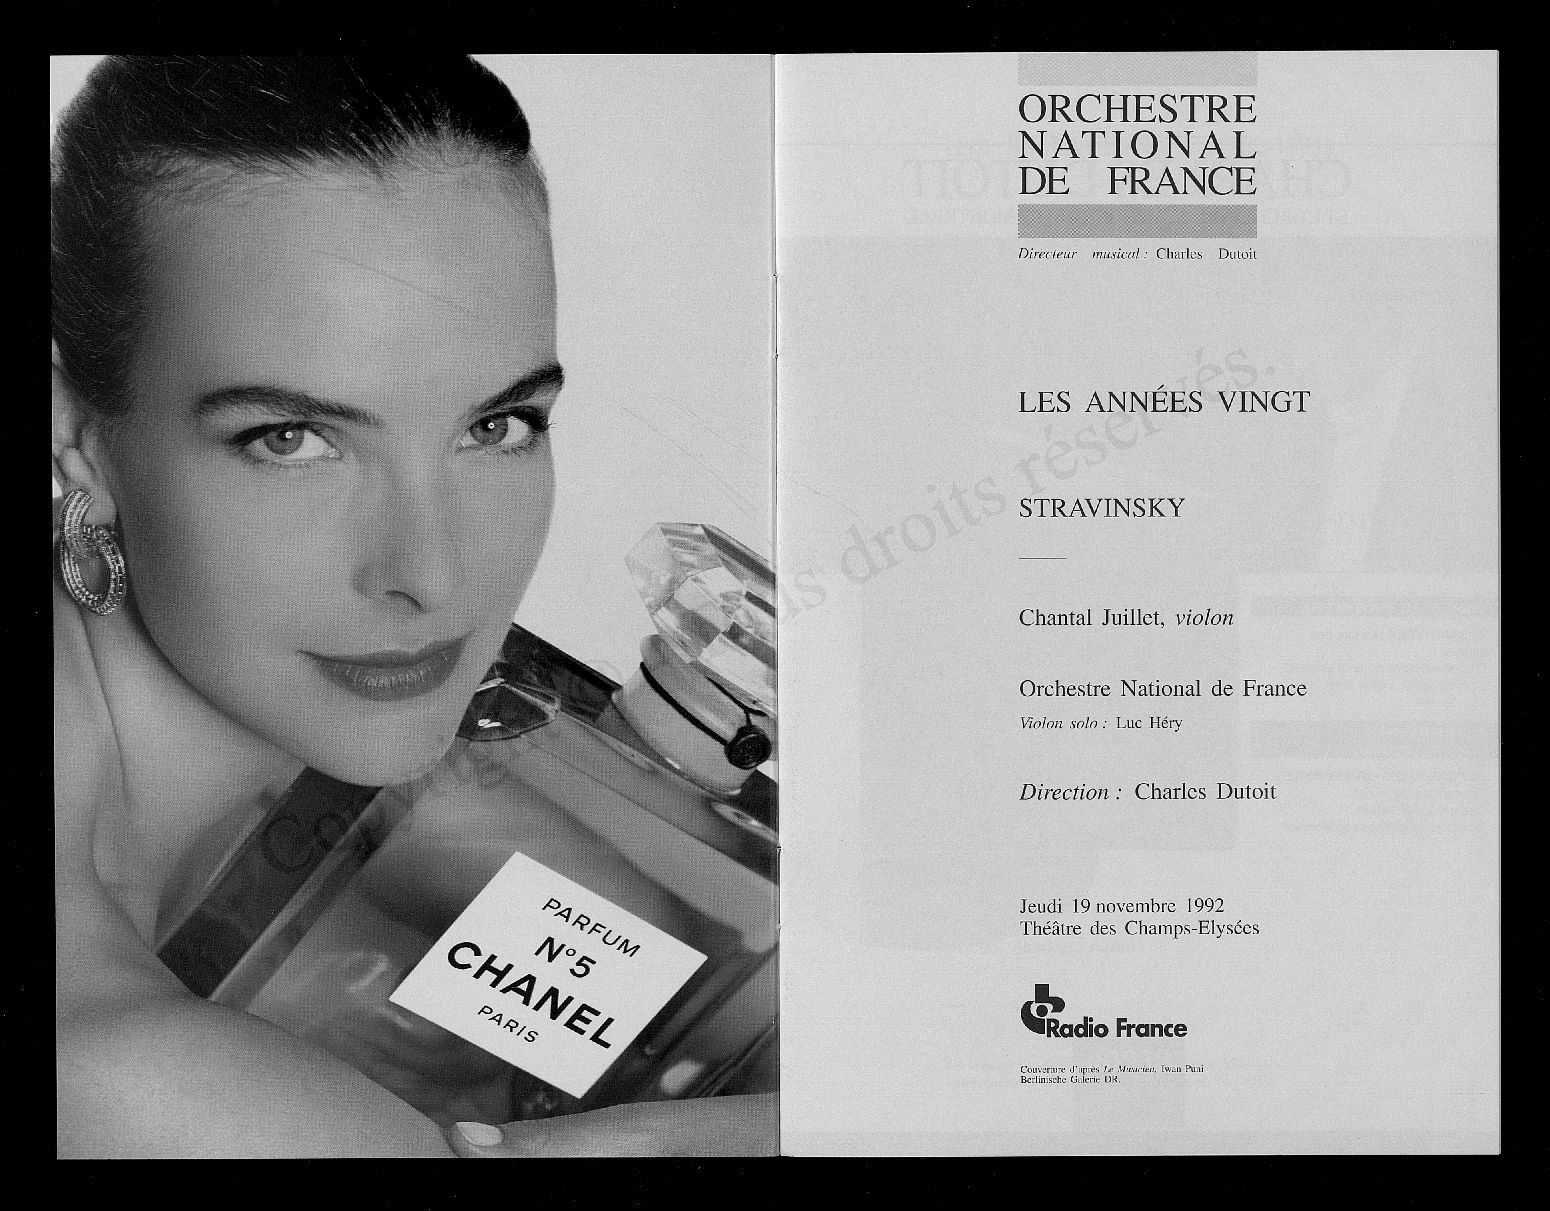 PARFUM
N°5
CHANEL
PARIS
ORCHESTRE
NATIONAL
DE FRANCE
Directeur musical : Charles Dutoit
LES ANNÉES VINGT
STRAVINSKY
Chantal Juillet, violon
Orchestre National de France
Violon solo : Luc Héry
Direction : Charles Dutoit
Jeudi 19 novembre 1992
Théâtre des Champs-Elysées
Radio France
Couverture d'après Le Musicien, Iwan Puni
Berlinische Galerie DR.
droits réservés.